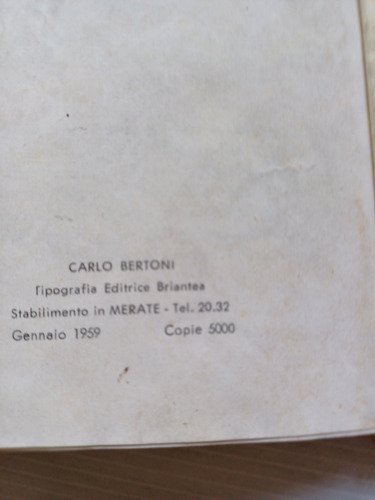 CARLO BERTONI
Tipografia Editrice Briantea
Stabilimento in MERATE - Tel. 20.32
Gennaio 1959 Copie 5000